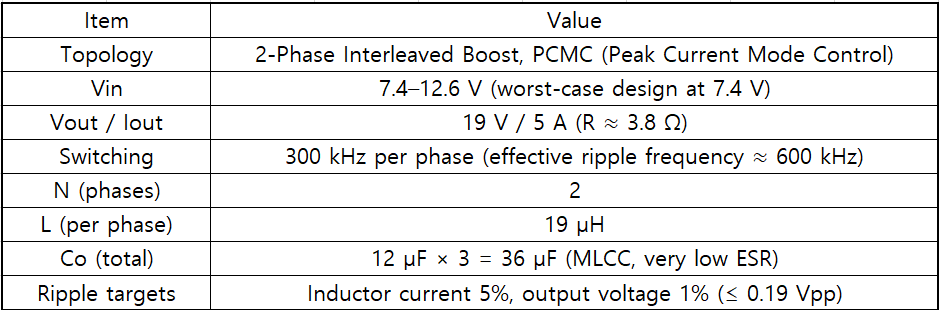 Item Value
Topology 2-Phase Interleaved Boost, PCMC (Peak Current Mode Control)
Vin 7.4–12.6 V (worst-case design at 7.4 V)
Vout / Iout 19 V / 5 A (R ≈ 3.8 Ω)
Switching 300 kHz per phase (effective ripple frequency ≈ 600 kHz)
N (phases) 2
L (per phase) 19 μH
Co (total) 12 μF × 3 = 36 μF (MLCC, very low ESR)
Ripple targets Inductor current 5%, output voltage 1% (≤ 0.19 Vpp)